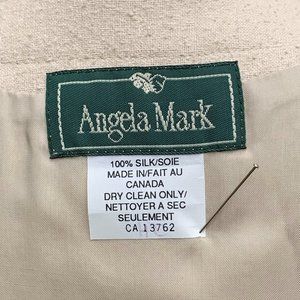 Angela Mark
100% SILK/SOIE
MADE IN/FAIT AU
CANADA
DRY CLEAN ONLY/
NETTOYER A SEC
SEULEMENT
CA 13762